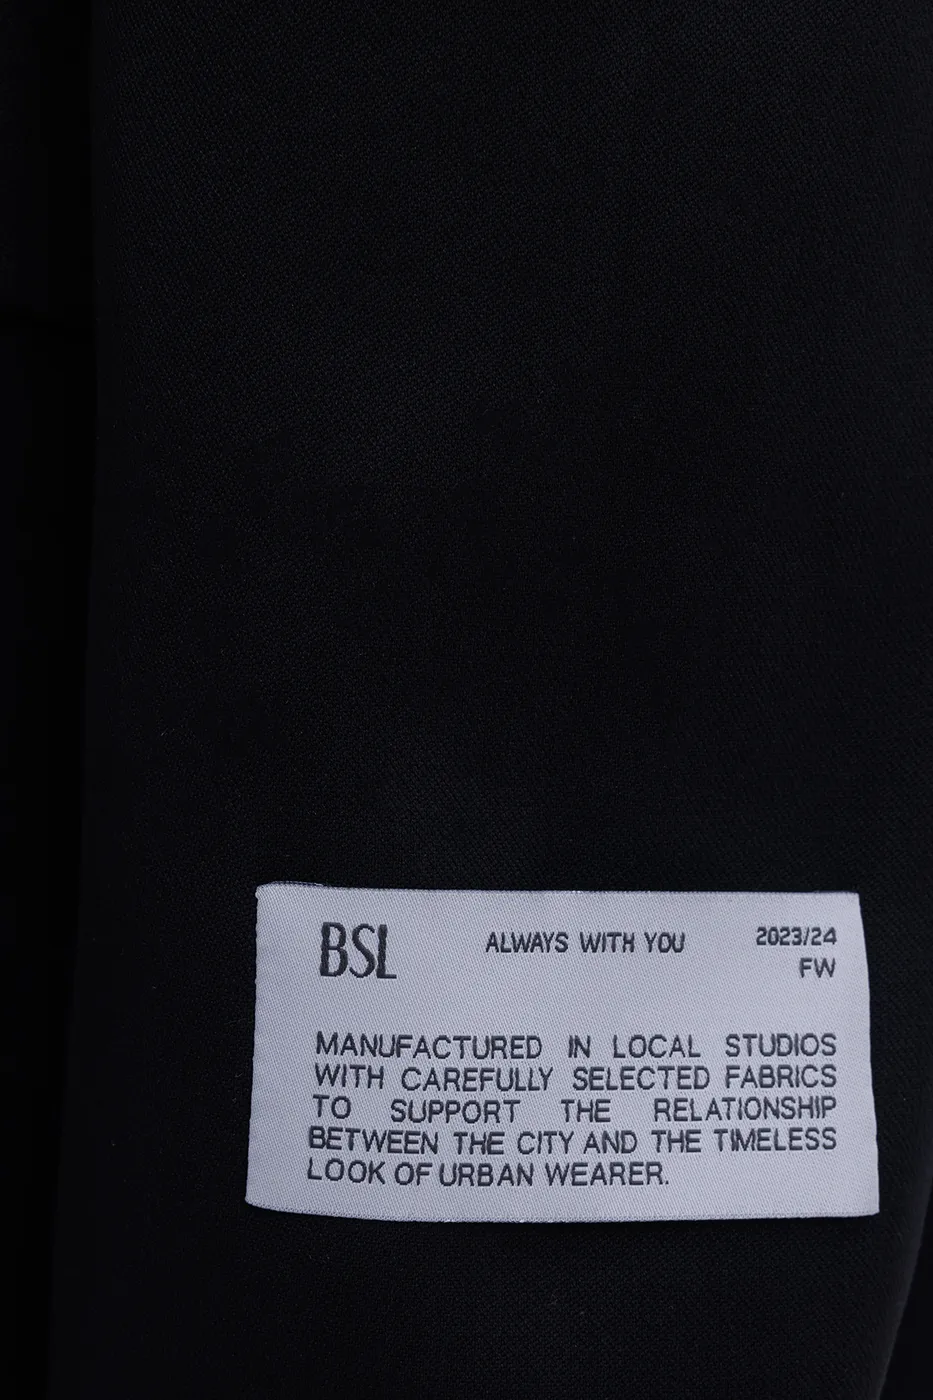 BSL ALWAYS WITH YOU 2023/24
FW
MANUFACTURED IN LOCAL STUDIOS
WITH CAREFULLY SELECTED FABRICS
TO SUPPORT THE RELATIONSHIP
BETWEEN THE CITY AND THE TIMELESS
LOOK OF URBAN WEARER.